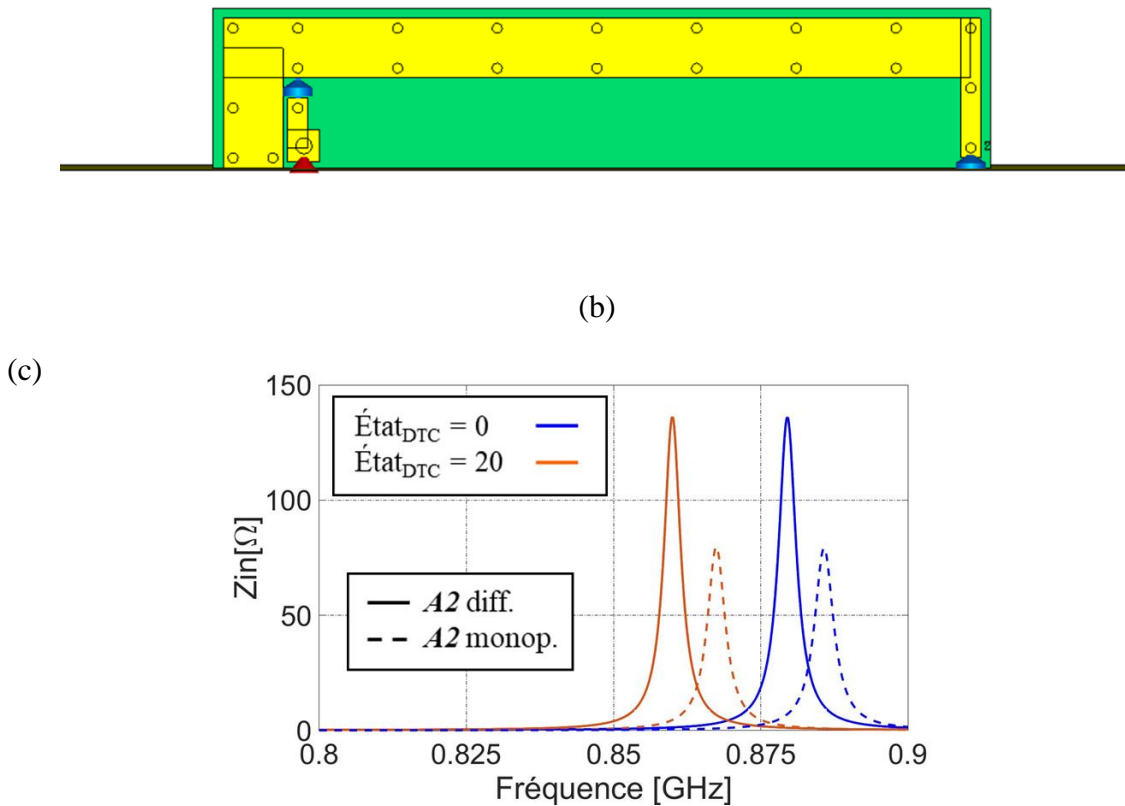 2
(b)
(c)
150
100
50
0
Zin[Ω]
État_DTC = 0
État_DTC = 20
A2 diff.
A2 monop.
0.8 0.825 0.85 0.875 0.9
Fréquence [GHz]